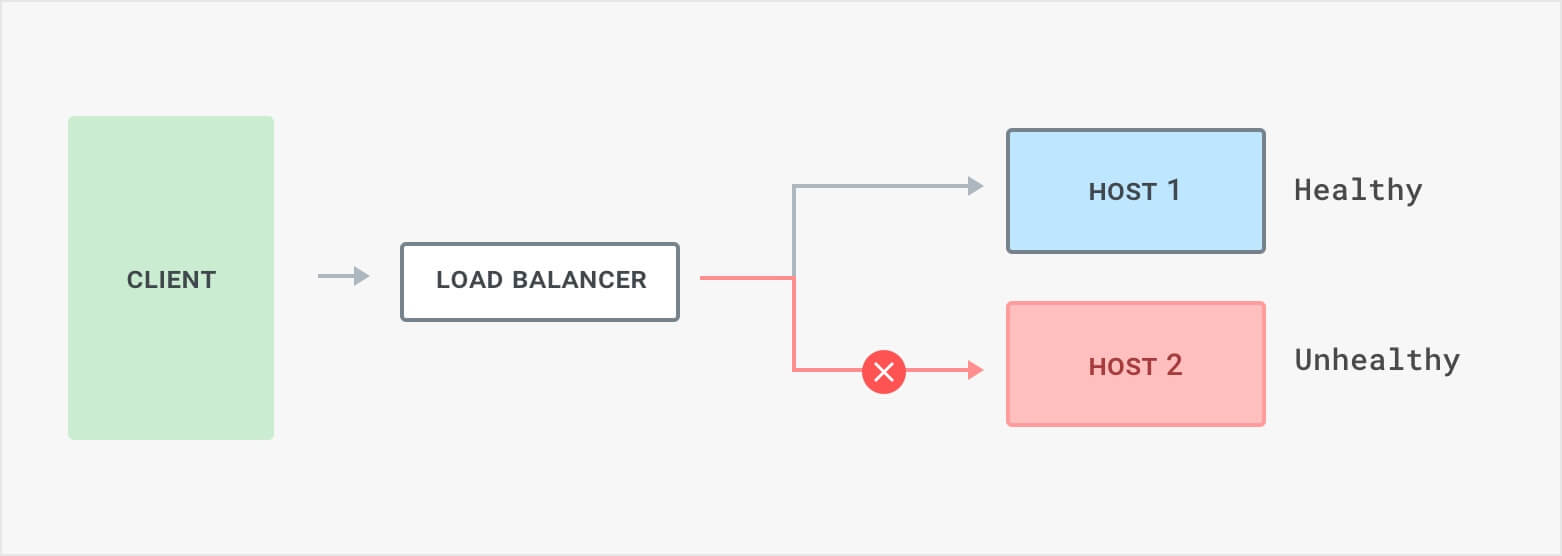 CLIENT
LOAD BALANCER
HOST 1
Healthy
HOST 2
Unhealthy